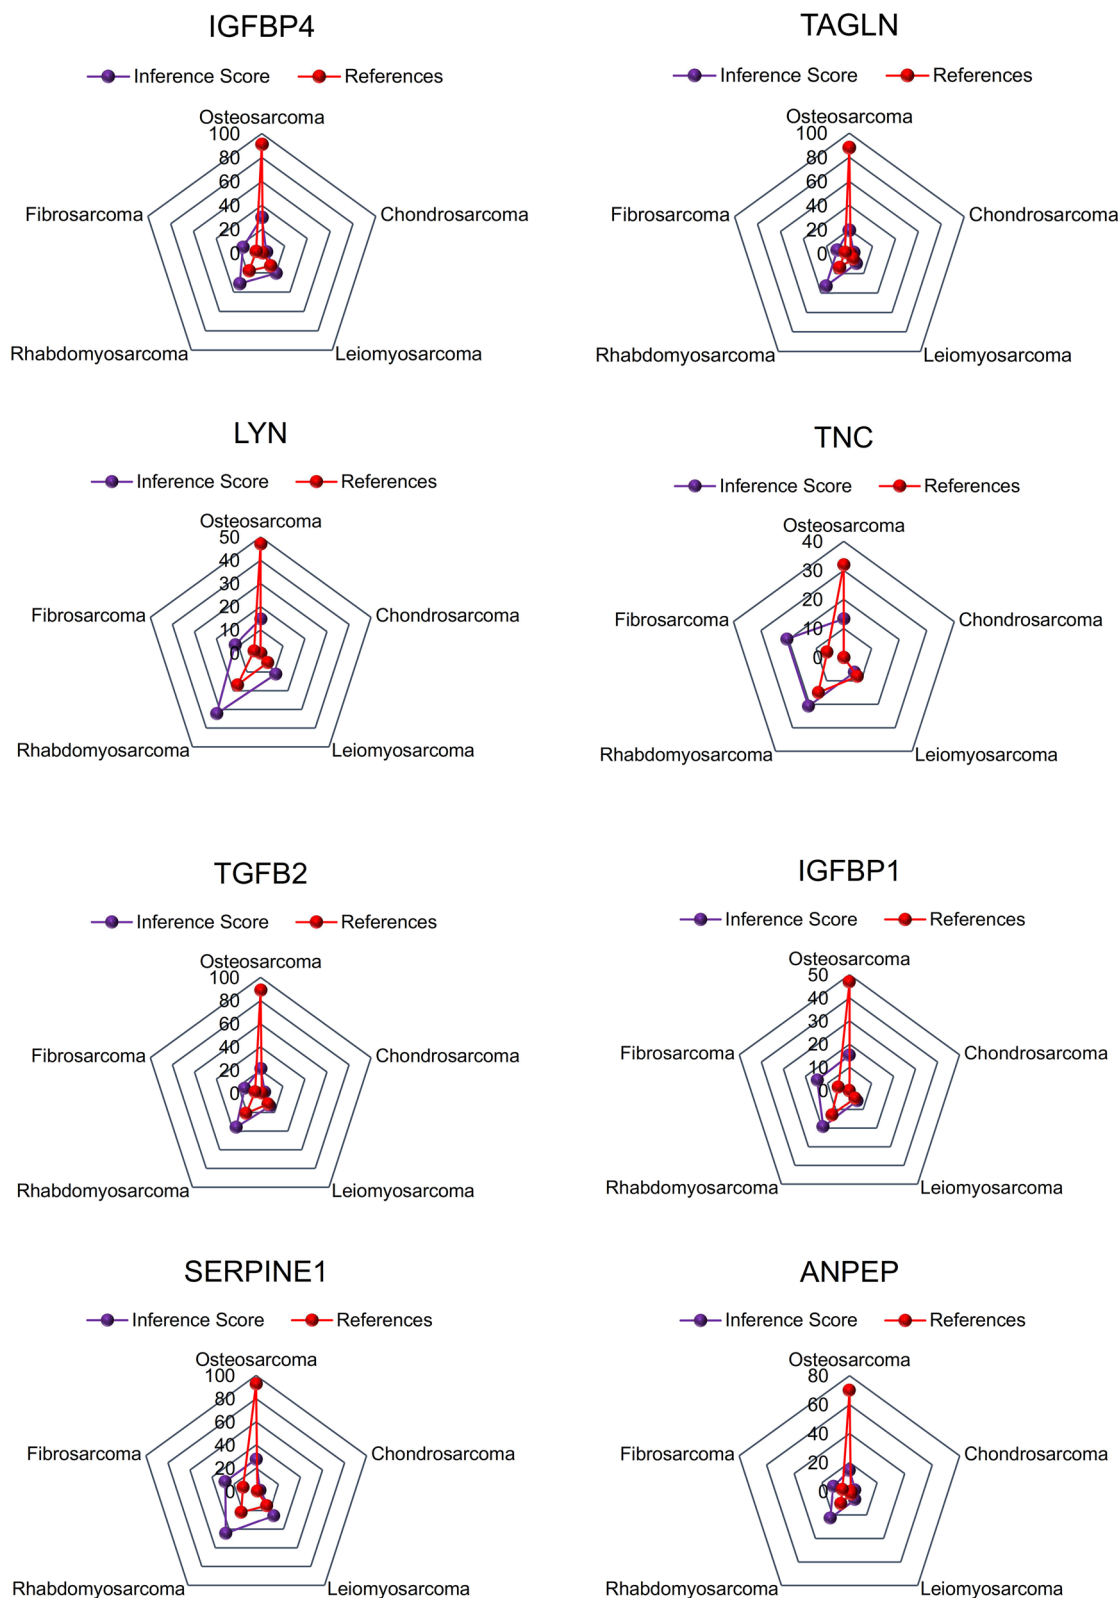 IGFBP4
Inference Score References
Osteosarcoma
100
80
60
40
20
0
Fibrosarcoma
Chondrosarcoma
Rhabdomyosarcoma
Leiomyosarcoma
TAGLN
Inference Score References
Osteosarcoma
100
80
60
40
20
0
Fibrosarcoma
Chondrosarcoma
Rhabdomyosarcoma
Leiomyosarcoma
LYN
Inference Score References
Osteosarcoma
50
40
30
20
10
0
Fibrosarcoma
Chondrosarcoma
Rhabdomyosarcoma
Leiomyosarcoma
TNC
Inference Score References
Osteosarcoma
40
30
20
10
0
Fibrosarcoma
Chondrosarcoma
Rhabdomyosarcoma
Leiomyosarcoma
TGFB2
Inference Score References
Osteosarcoma
100
80
60
40
20
0
Fibrosarcoma
Chondrosarcoma
Rhabdomyosarcoma
Leiomyosarcoma
IGFBP1
Inference Score References
Osteosarcoma
50
40
30
20
10
0
Fibrosarcoma
Chondrosarcoma
Rhabdomyosarcoma
Leiomyosarcoma
SERPINE1
Inference Score References
Osteosarcoma
100
80
60
40
20
0
Fibrosarcoma
Chondrosarcoma
Rhabdomyosarcoma
Leiomyosarcoma
ANPEP
Inference Score References
Osteosarcoma
80
60
40
20
0
Fibrosarcoma
Chondrosarcoma
Rhabdomyosarcoma
Leiomyosarcoma